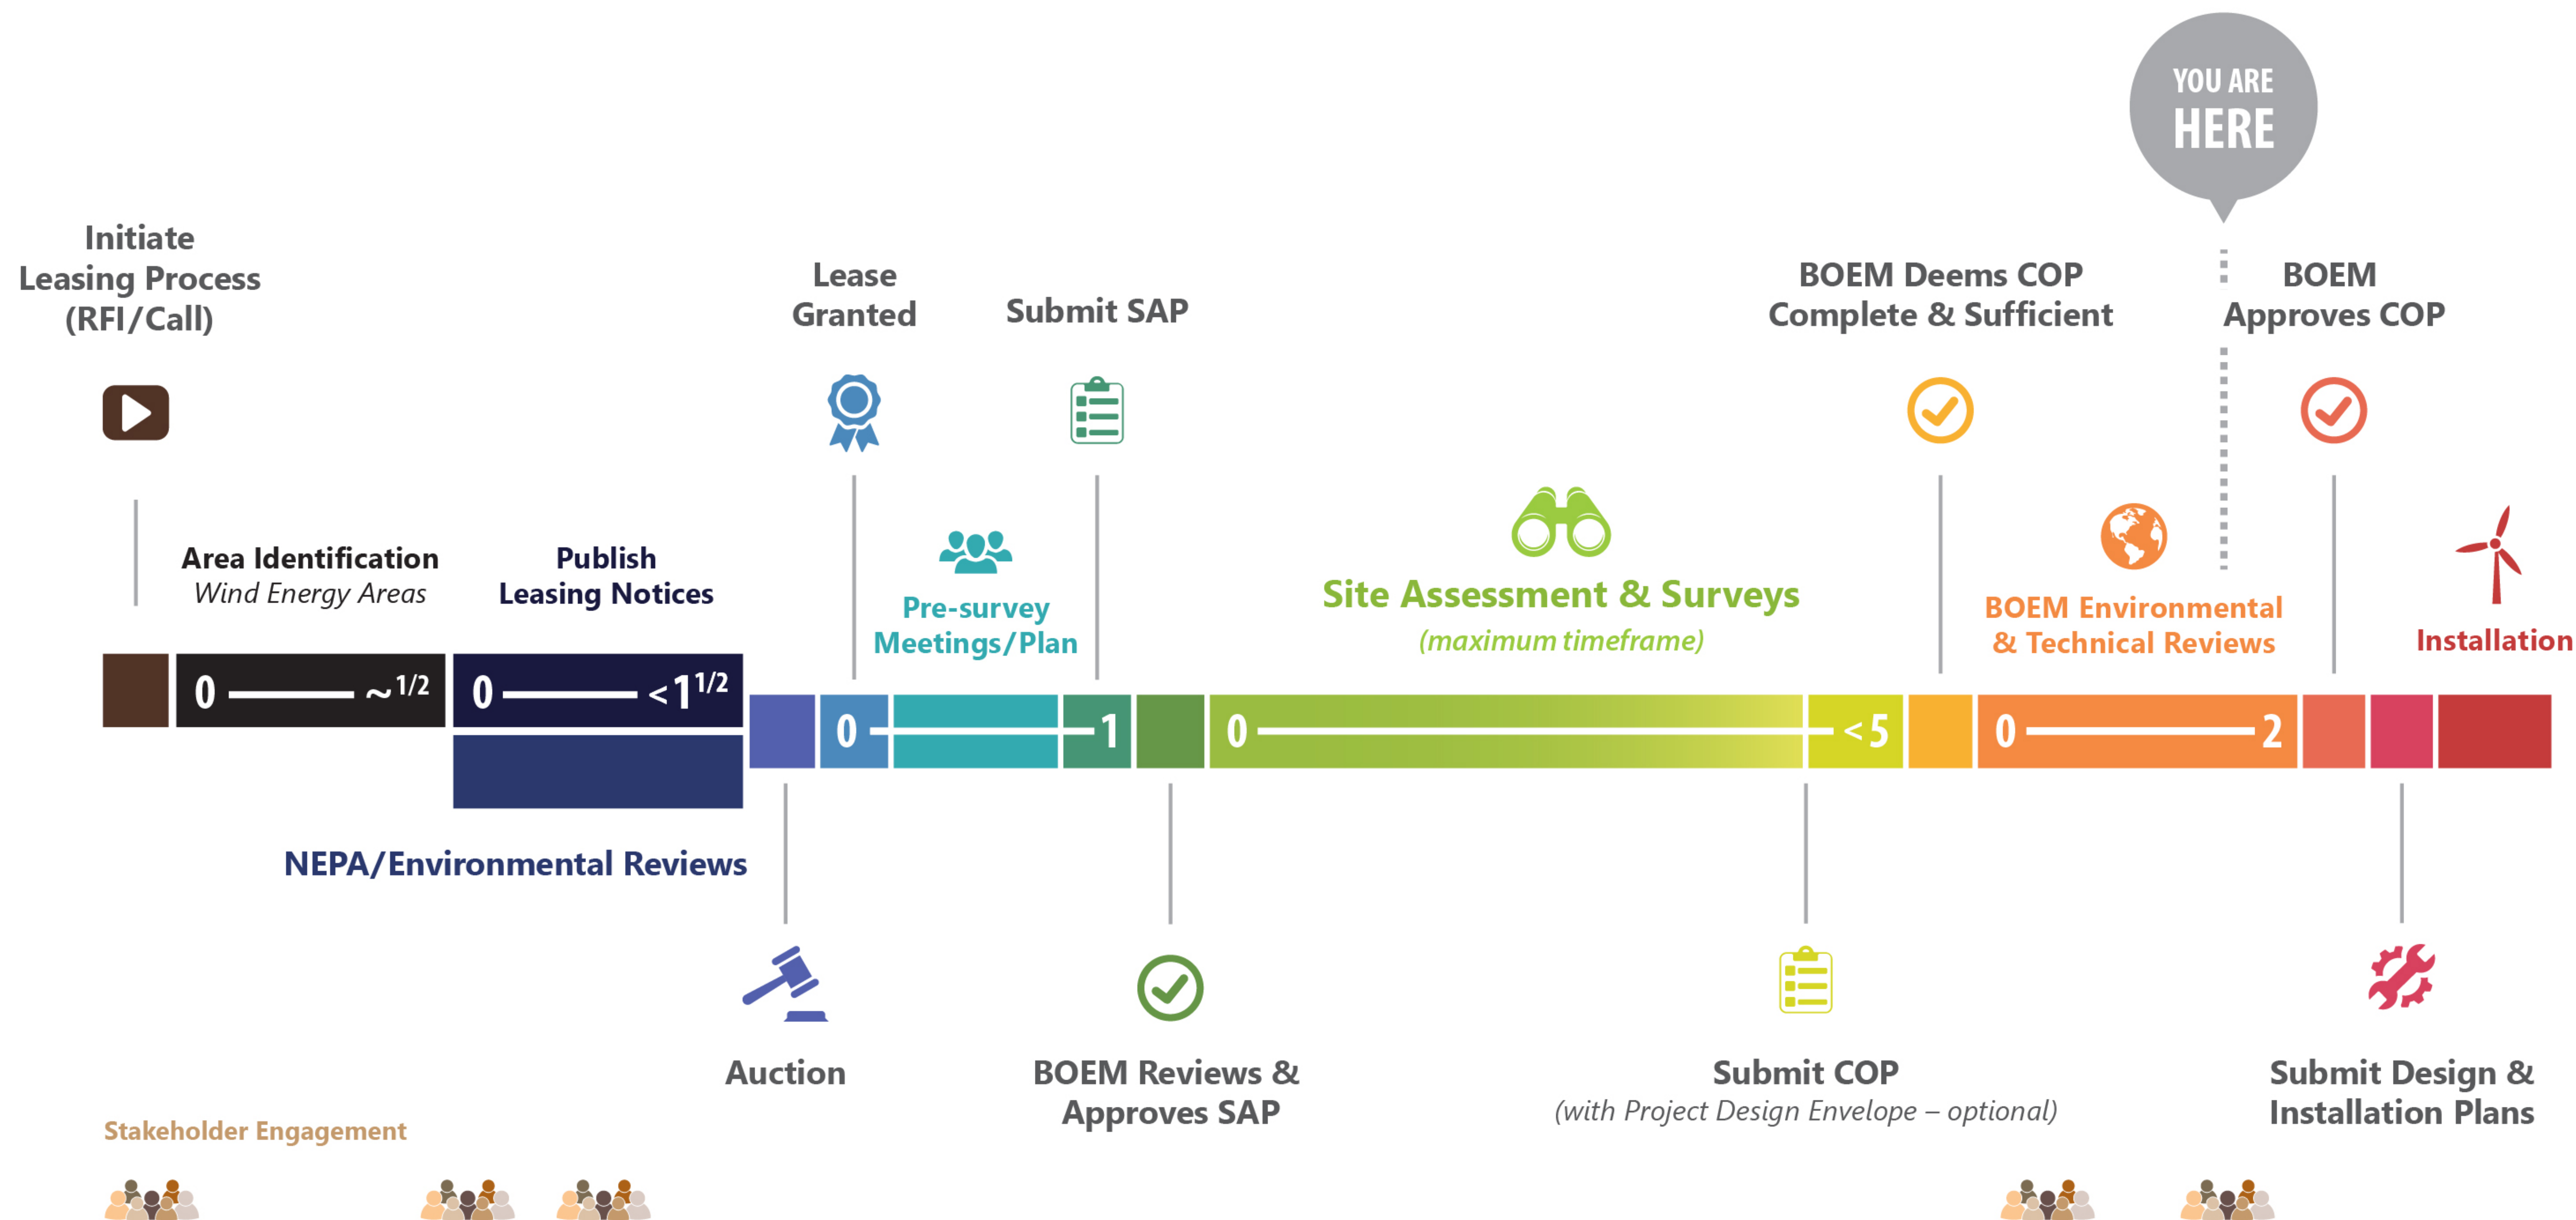 YOU ARE
HERE
Initiate
Leasing Process
(RFI/Call)
Lease
Granted
Submit SAP
BOEM Deems COP
Complete & Sufficient
BOEM
Approves COP
Area Identification
Wind Energy Areas
Publish
Leasing Notices
Pre-survey
Meetings/Plan
Site Assessment & Surveys
(maximum timeframe)
BOEM Environmental
& Technical Reviews
Installation
0 ~1/2
0 <1 1/2
0 1
0 <5
0 2
NEPA/Environmental Reviews
Auction
BOEM Reviews &
Approves SAP
Submit COP
(with Project Design Envelope – optional)
Submit Design &
Installation Plans
Stakeholder Engagement